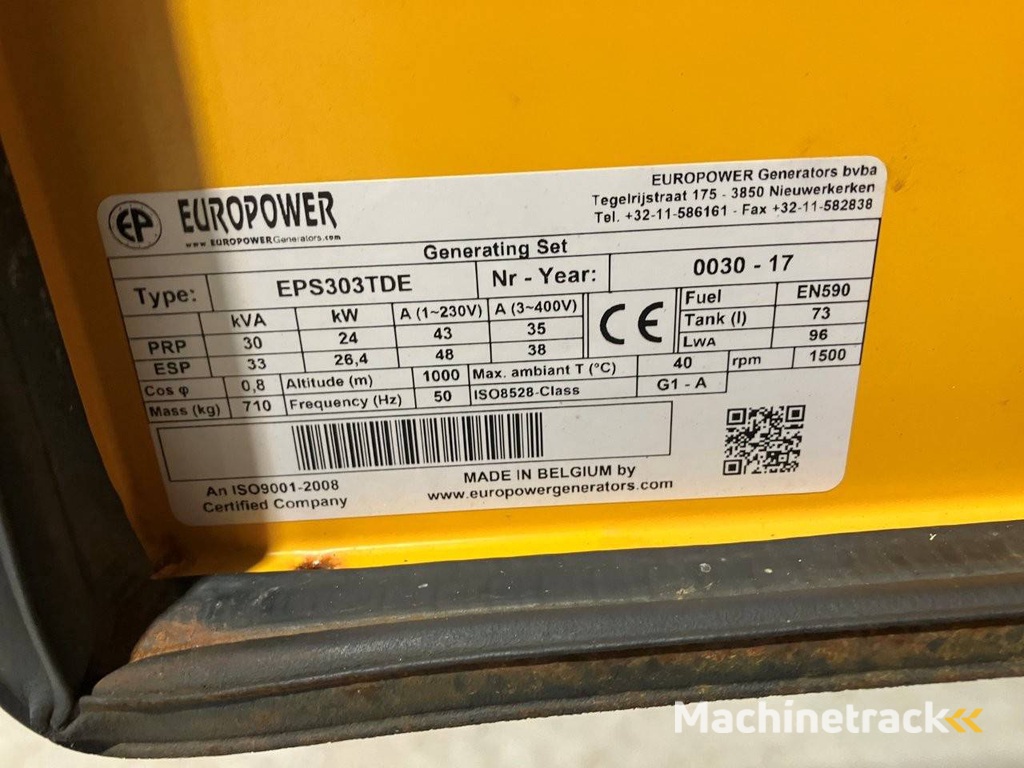 EP EUROPOWER
www.EUROPOWERGenerators.com
EUROPOWER Generators bvba
Tegelrijstraat 175 - 3850 Nieuwerkerken
Tel. +32-11-586161 - Fax +32-11-582838
Generating Set
Type: EPS303TDE Nr - Year: 0030 - 17
kVA kW A (1~230V) A (3~400V)
PRP 30 24 43 35
ESP 33 26,4 48 38
CE
Fuel EN590
Tank (l) 73
LWA 96
Cos φ 0,8 Altitude (m) 1000 Max. ambiant T (°C) 40 rpm 1500
Mass (kg) 710 Frequency (Hz) 50 ISO8528-Class G1 - A
An ISO9001-2008
Certified Company
MADE IN BELGIUM by
www.europowergenerators.com
Machinetrack